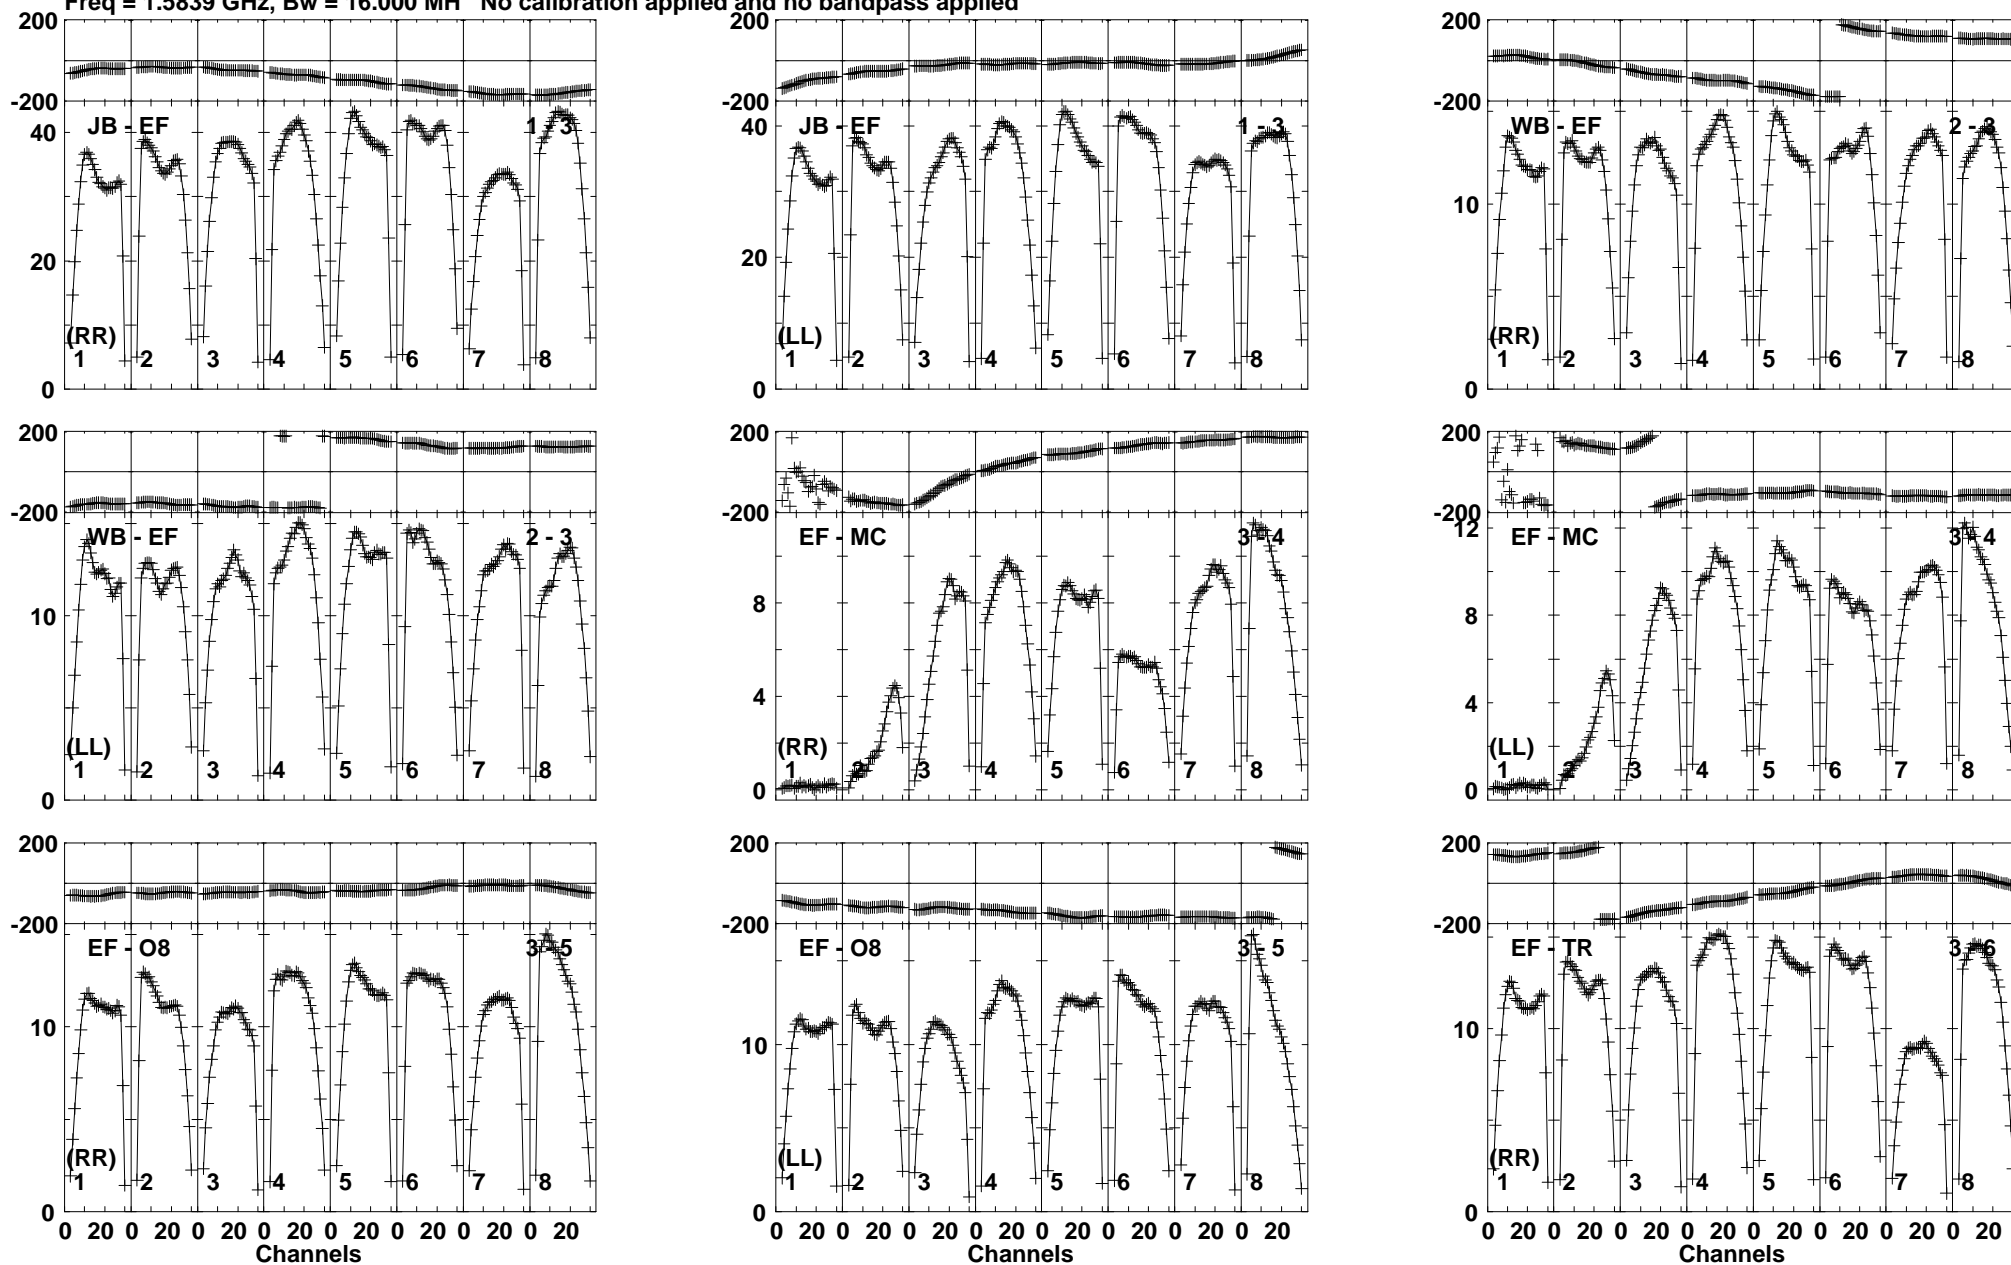 Freq = 1.5839 GHz, Bw = 16.000 MH No calibration applied and no bandpass applied
200 200 200
-200 -200 -200
JB - EF 1 - 3 JB - EF 1 - 3 WB - EF 2 - 3
40 40
10
20 20
(RR) (LL) (RR)
1 2 3 4 5 6 7 8 1 2 3 4 5 6 7 8 1 2 3 4 5 6 7 8
0 0 0
200 200 200
-200 -200 -200
WB - EF 2 - 3 EF - MC 3 - 4 EF - MC 3 - 4
12
10 8 8
4 4
(LL) (RR) (LL)
1 2 3 4 5 6 7 8 1 2 3 4 5 6 7 8 1 2 3 4 5 6 7 8
0 0 0
200 200 200
-200 -200 -200
EF - O8 3 - 5 EF - O8 3 - 5 EF - TR 3 - 6
10 10 10
(RR) (LL) (RR)
1 2 3 4 5 6 7 8 1 2 3 4 5 6 7 8 1 2 3 4 5 6 7 8
0 0 0
0 20 0 20 0 20 0 20 0 20 0 20 0 20 0 20 0 20 0 20 0 20 0 20 0 20 0 20 0 20 0 20 0 20 0 20 0 20 0 20 0 20 0 20 0 20 0 20
Channels Channels Channels